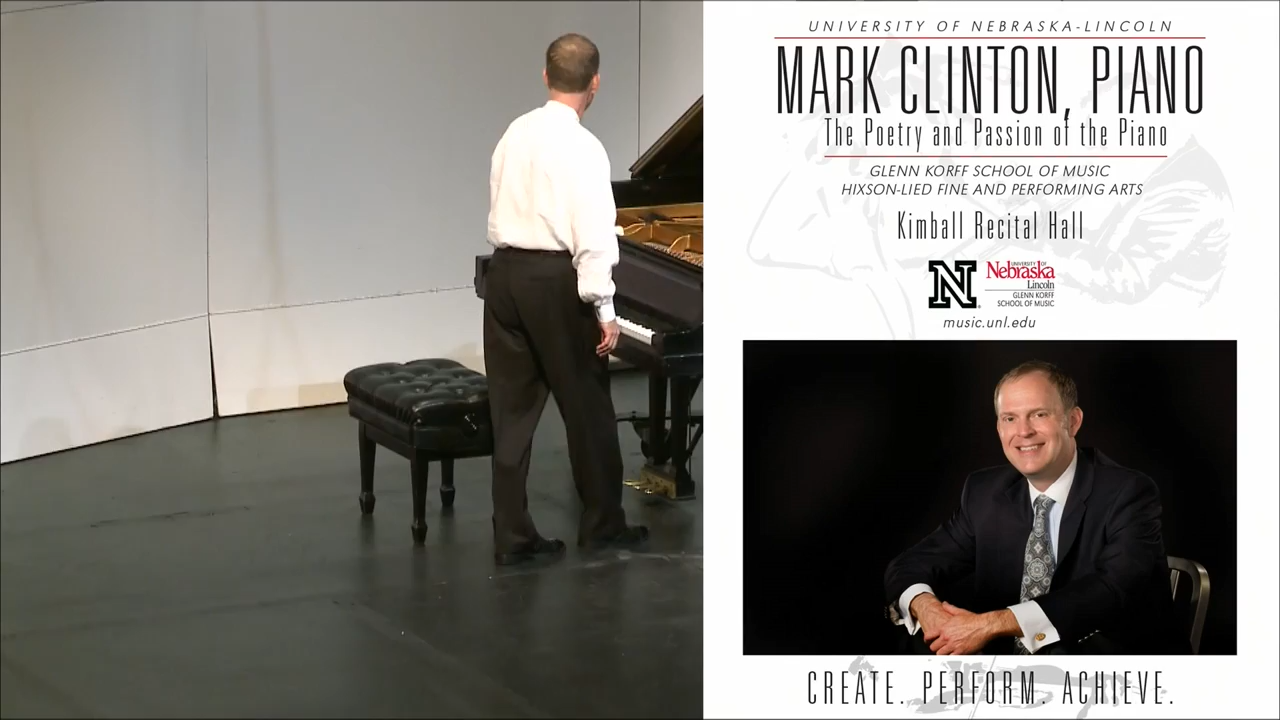 UNIVERSITY OF NEBRASKA-LINCOLN
MARK CLINTON, PIANO
The Poetry and Passion of the Piano
GLENN KORFF SCHOOL OF MUSIC
HIXSON-LIED FINE AND PERFORMING ARTS
Kimball Recital Hall
N
UNIVERSITY OF
Nebraska
Lincoln
GLENN KORFF
SCHOOL OF MUSIC
music.unl.edu
CREATE. PERFORM. ACHIEVE.